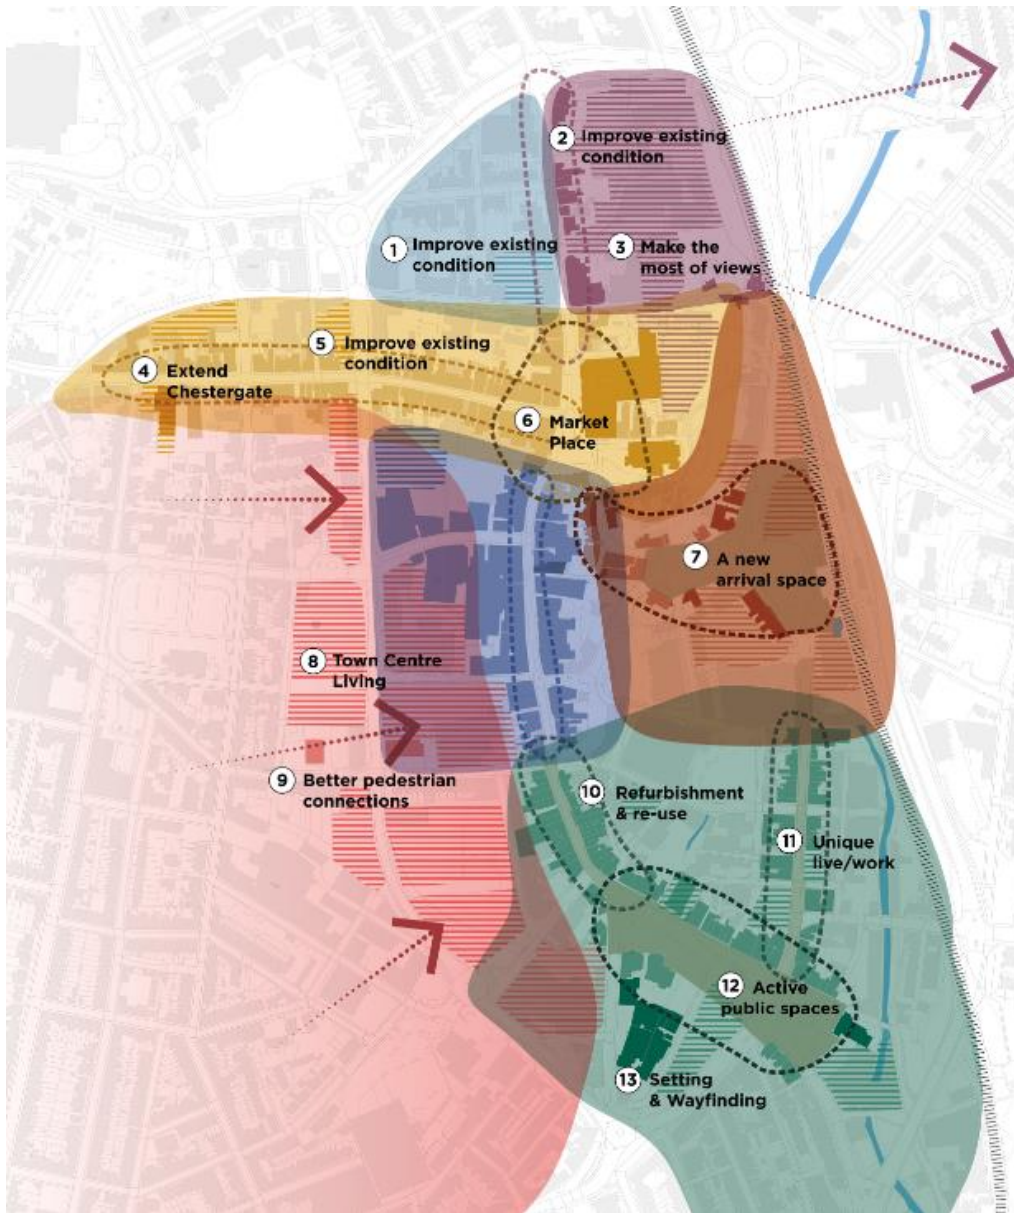 2 Improve existing
condition
1 Improve existing
condition
3 Make the
most of views
5 Improve existing
condition
4 Extend
Chestergate
6 Market
Place
7 A new
arrival space
8 Town Centre
Living
9 Better pedestrian
connections
10 Refurbishment
& re-use
11 Unique
live/work
12 Active
public spaces
13 Setting
& Wayfinding